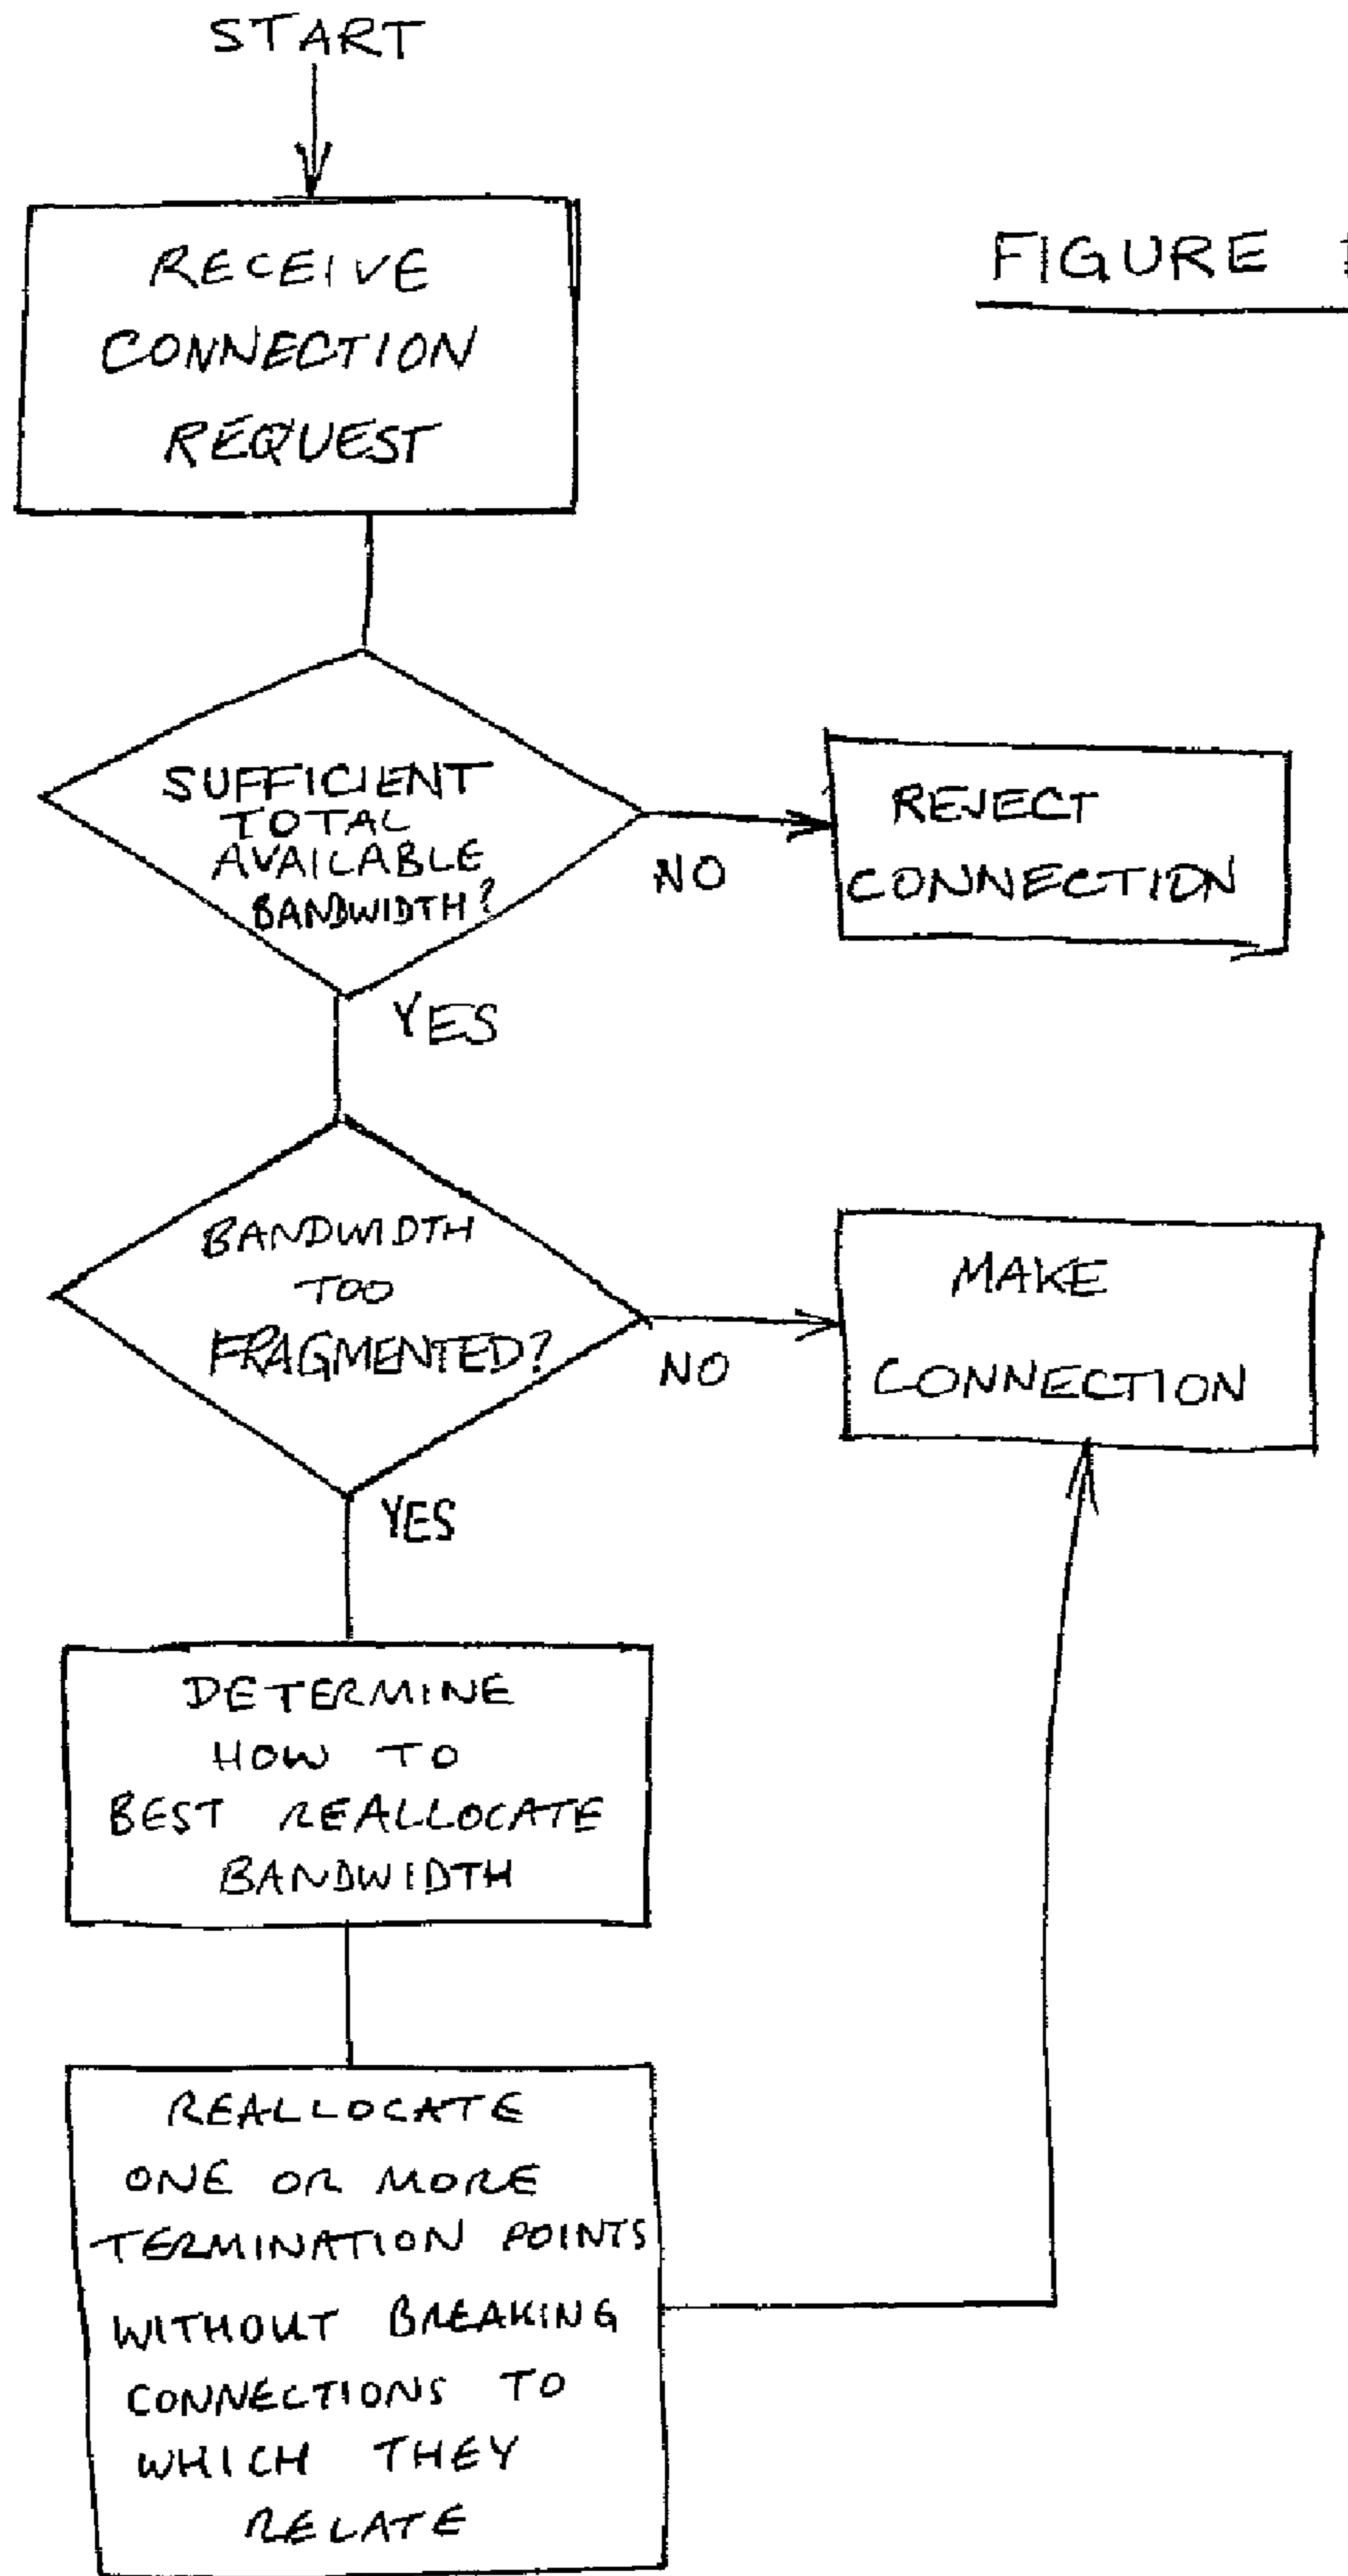 START
RECEIVE
CONNECTION
REQUEST
FIGURE 1
SUFFICIENT
TOTAL
AVAILABLE
BANDWIDTH?
NO
REJECT
CONNECTION
YES
BANDWIDTH
TOO
FRAGMENTED?
NO
MAKE
CONNECTION
YES
DETERMINE
HOW TO
BEST REALLOCATE
BANDWIDTH
REALLOCATE
ONE OR MORE
TERMINATION POINTS
WITHOUT BREAKING
CONNECTIONS TO
WHICH THEY
RELATE